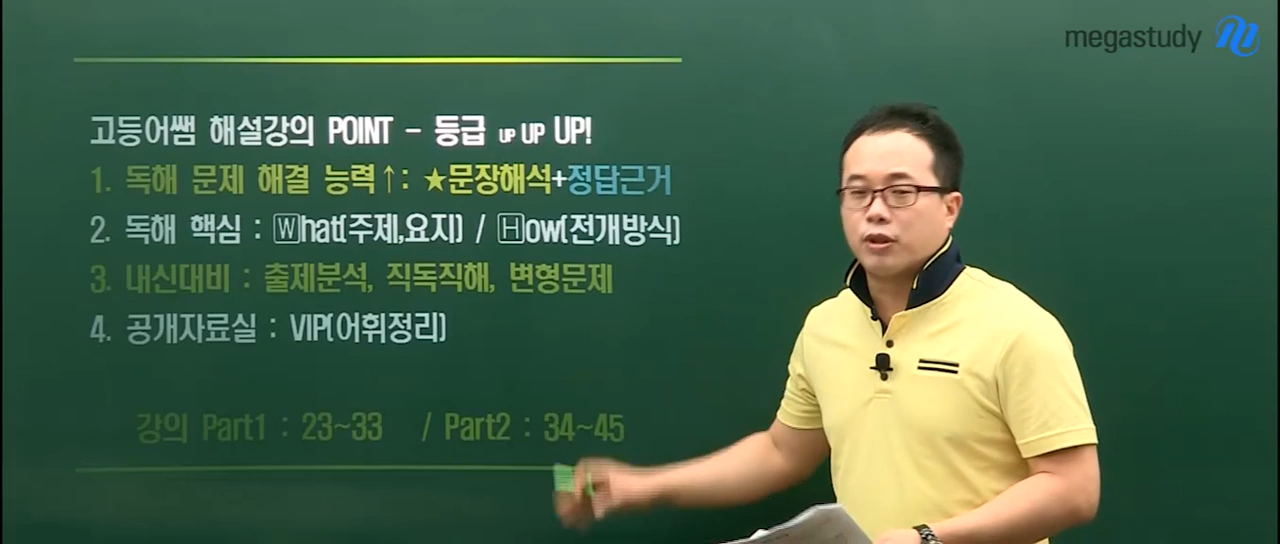 megastudy
고등어쌤 해설강의 POINT - 등급 UP UP UP!
1. 독해 문제 해결 능력↑: ★문장해석+정답근거
2. 독해 핵심 : What(주제,요지) / How(전개방식)
3. 내신대비 : 출제분석, 직독직해, 변형문제
4. 공개자료실 : VIP(어휘정리)
강의 Part1 : 23~33 / Part2 : 34~45